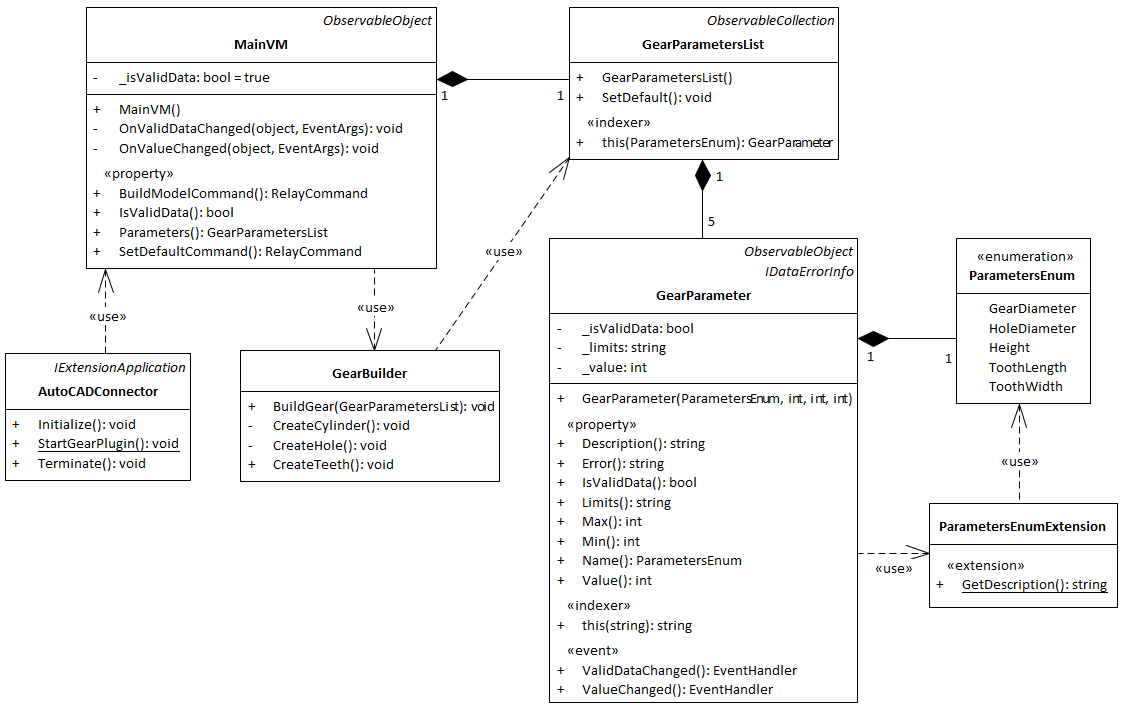 ObservableObject
MainVM
- _isValidData: bool = true
+ MainVM()
- OnValidDataChanged(object, EventArgs): void
- OnValueChanged(object, EventArgs): void
«property»
+ BuildModelCommand(): RelayCommand
+ IsValidData(): bool
+ Parameters(): GearParametersList
+ SetDefaultCommand(): RelayCommand
1
1
ObservableCollection
GearParametersList
+ GearParametersList()
+ SetDefault(): void
«indexer»
+ this(ParametersEnum): GearParameter
1
5
«use»
«use»
«use»
IExtensionApplication
AutoCADConnector
+ Initialize(): void
+ StartGearPlugin(): void
+ Terminate(): void
GearBuilder
+ BuildGear(GearParametersList): void
- CreateCylinder(): void
- CreateHole(): void
+ CreateTeeth(): void
ObservableObject
IDataErrorInfo
GearParameter
- _isValidData: bool
- _limits: string
- _value: int
+ GearParameter(ParametersEnum, int, int, int)
«property»
+ Description(): string
+ Error(): string
+ IsValidData(): bool
+ Limits(): string
+ Max(): int
+ Min(): int
+ Name(): ParametersEnum
+ Value(): int
«indexer»
+ this(string): string
«event»
+ ValidDataChanged(): EventHandler
+ ValueChanged(): EventHandler
1
1
«enumeration»
ParametersEnum
GearDiameter
HoleDiameter
Height
ToothLength
ToothWidth
«use»
«use»
ParametersEnumExtension
«extension»
+ GetDescription(): string